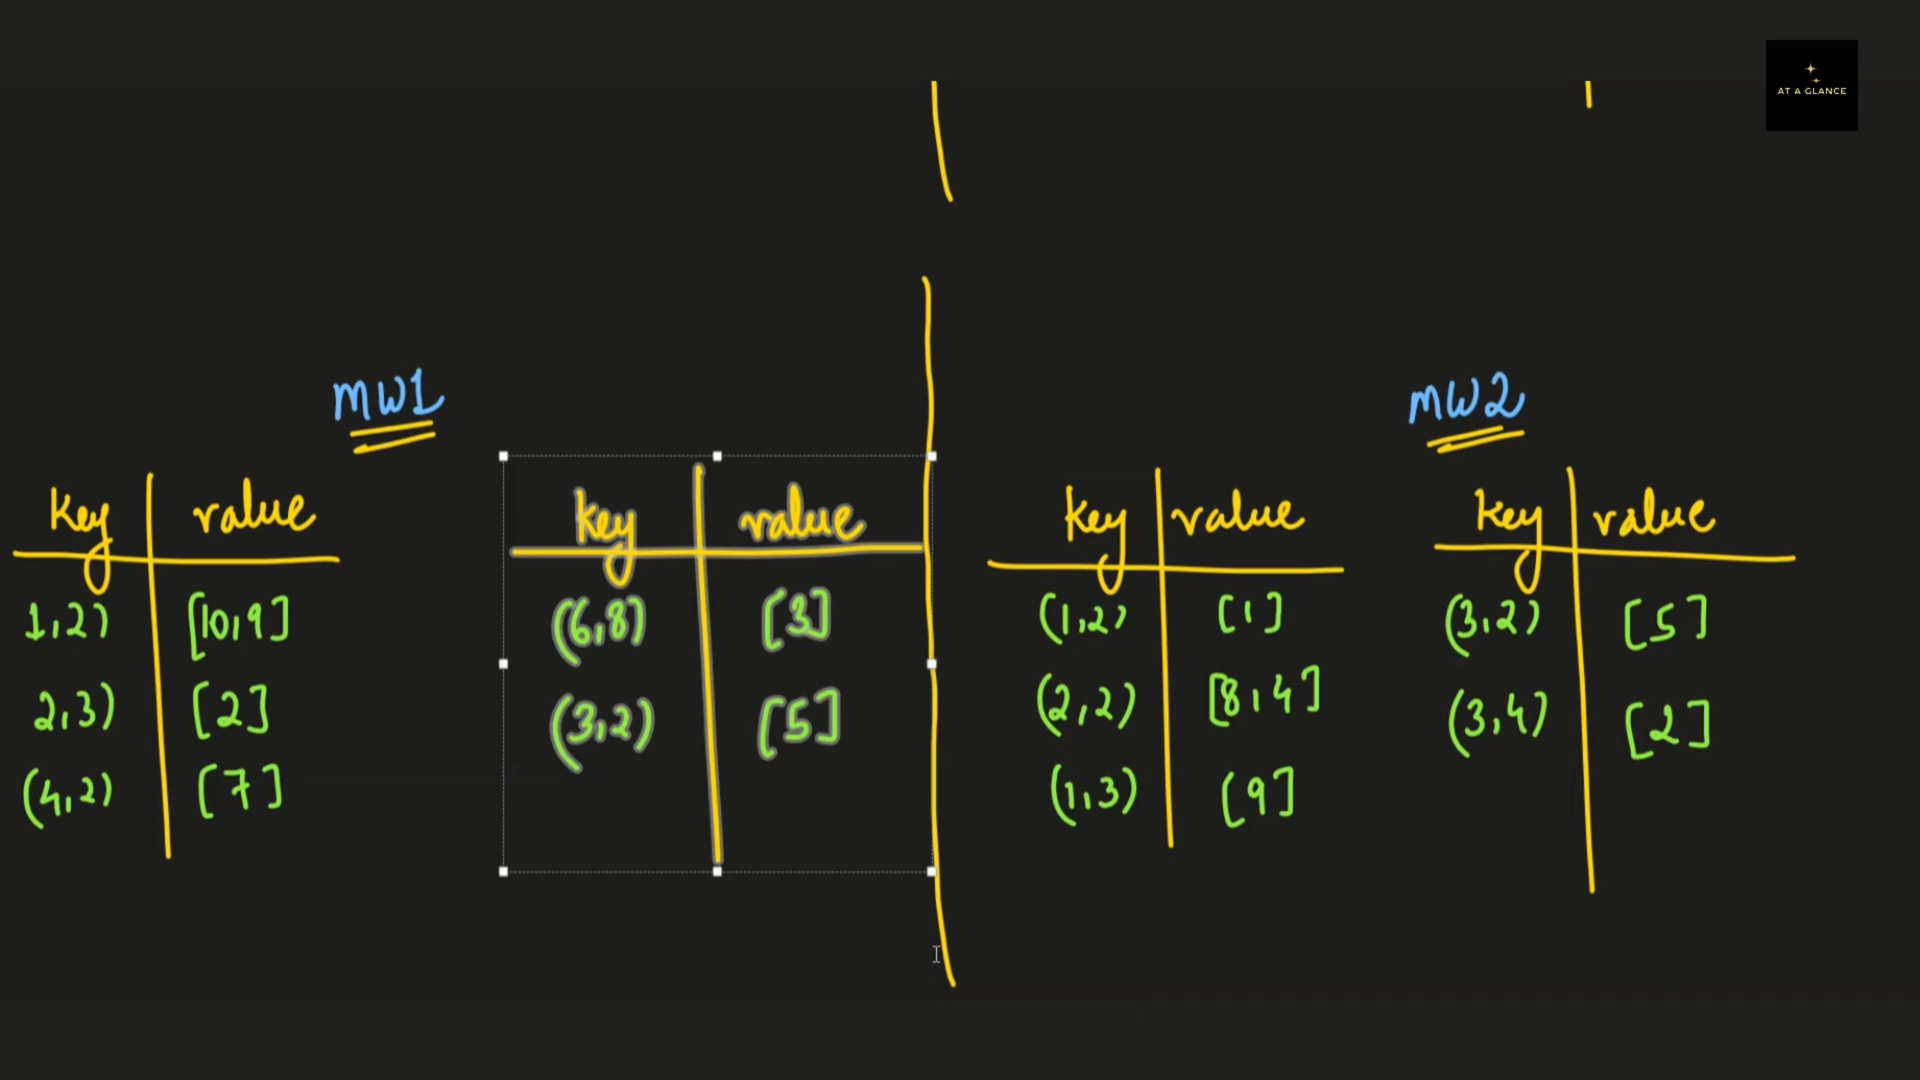 AT A GLANCE
MW1
MW2
key value
1,2) [10,9]
2,3) [2]
(4,2) [7]
key value
(6,8) [3]
(3,2) [5]
key value
(1,2) [1]
(2,2) [8,4]
(1,3) [9]
key value
(3,2) [5]
(3,4) [2]